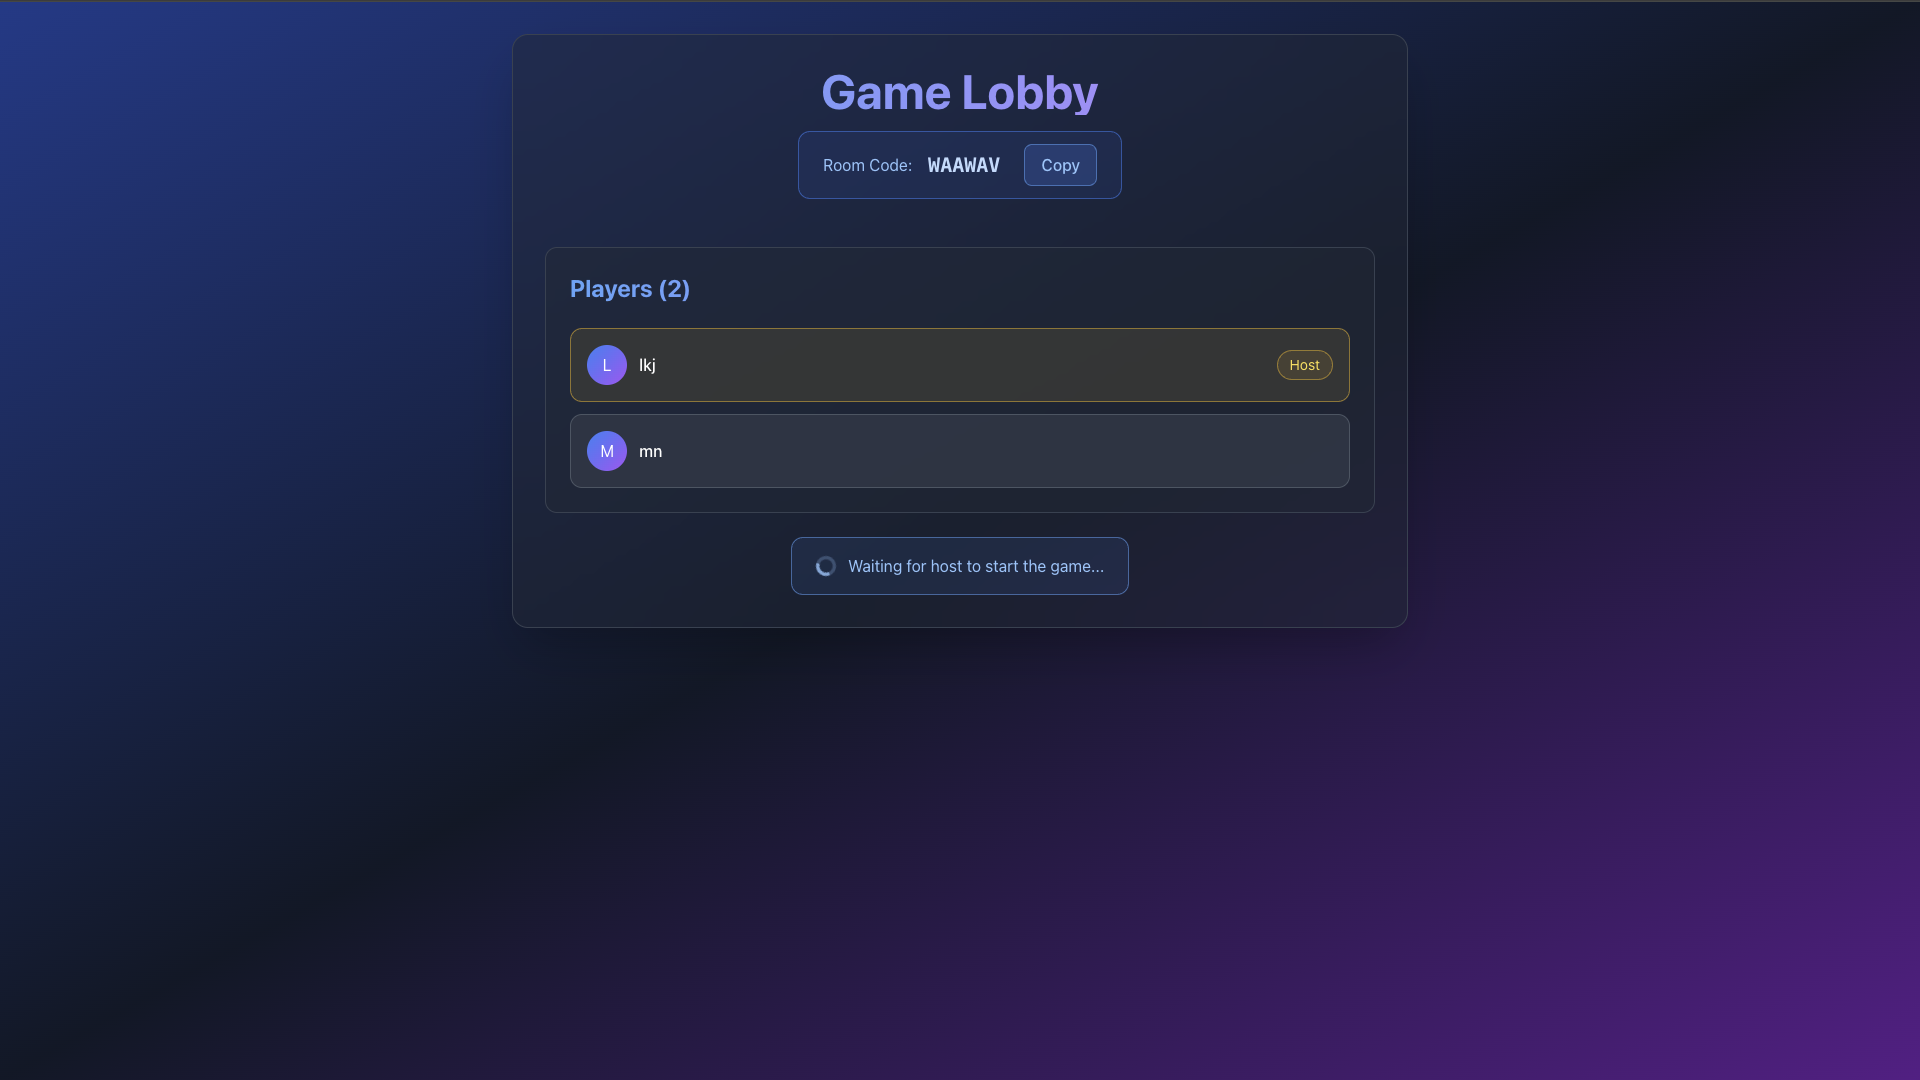 Game Lobby
Room Code: WAAWAV Copy
Players (2)
L lkj Host
M mn
Waiting for host to start the game...